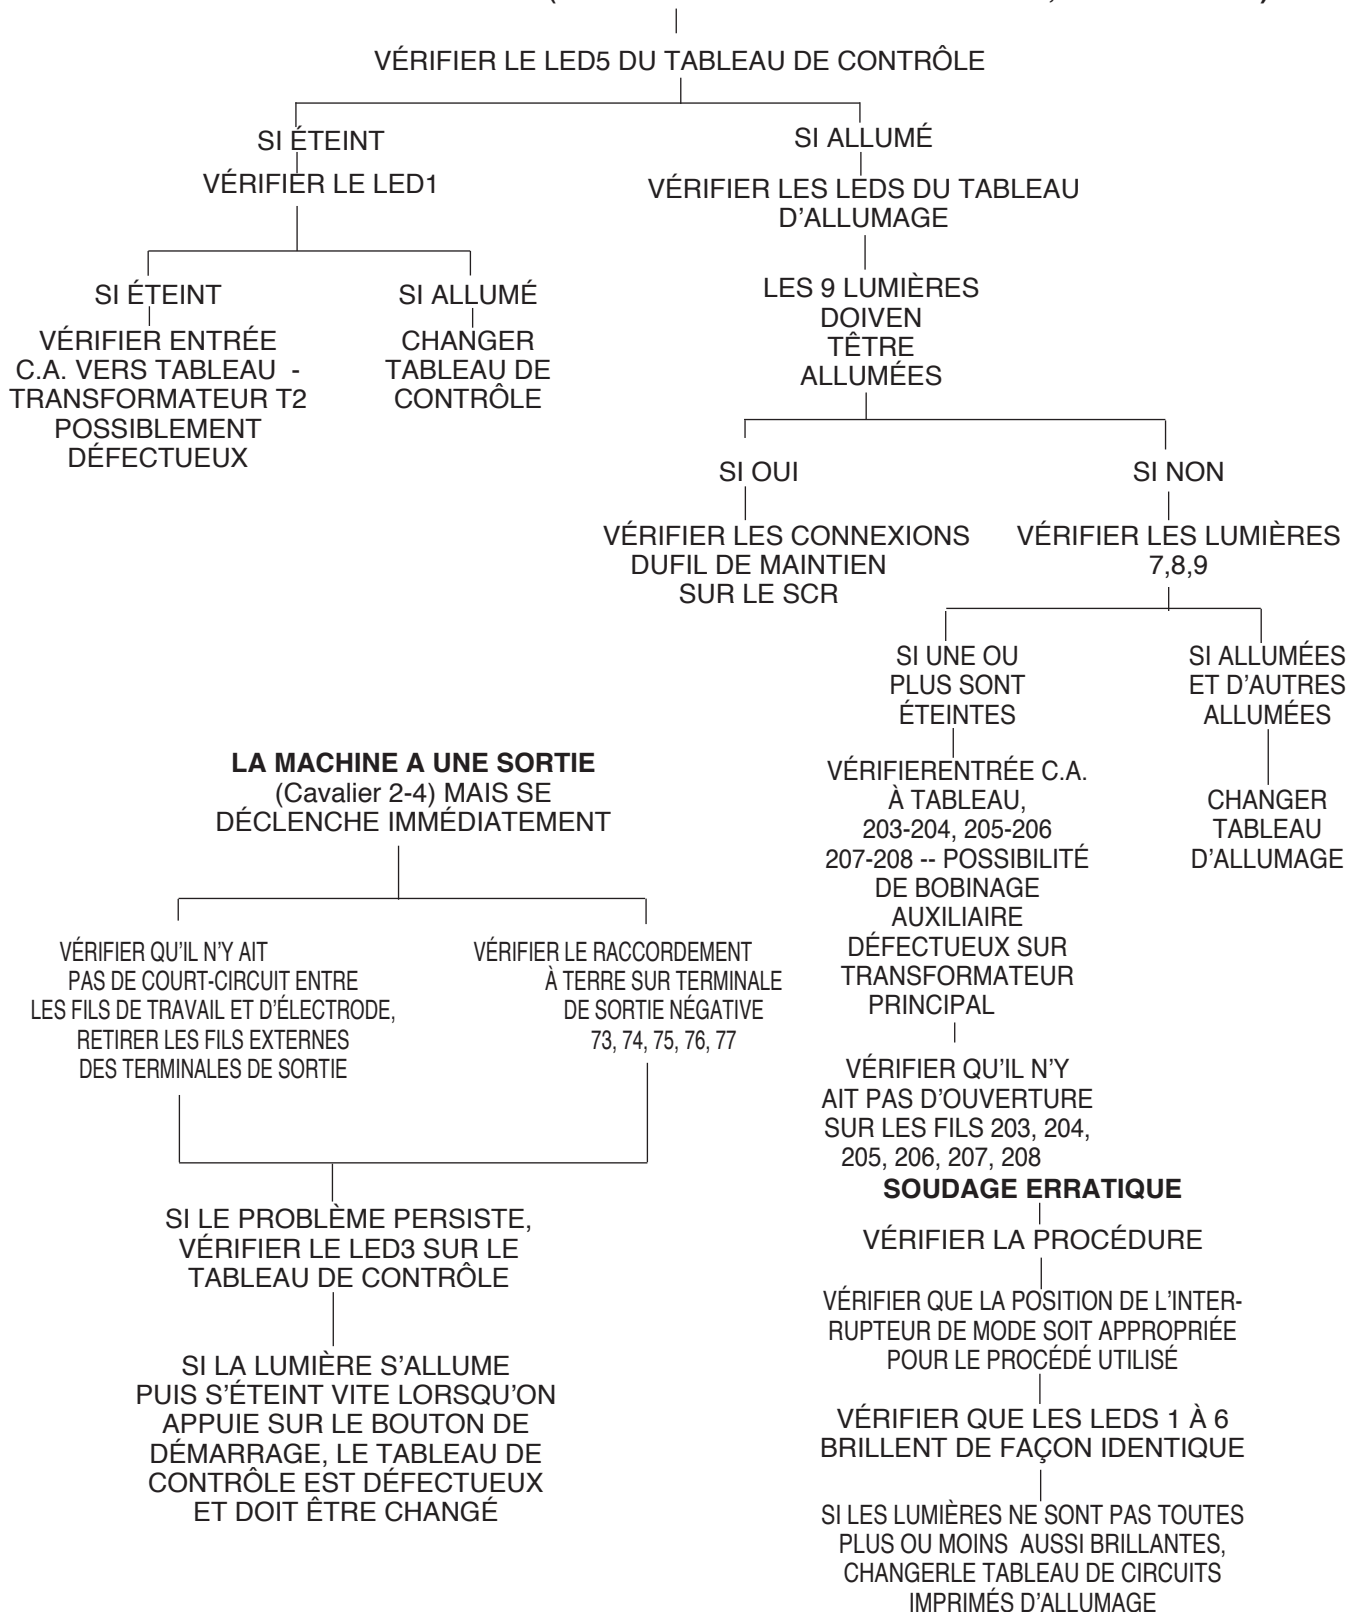 VÉRIFIER LE LED5 DU TABLEAU DE CONTRÔLE
SI ÉTEINT
VÉRIFIER LE LED1
SI ÉTEINT
VÉRIFIER ENTRÉE
C.A. VERS TABLEAU -
TRANSFORMATEUR T2
POSSIBLEMENT
DÉFECTUEUX
SI ALLUMÉ
CHANGER
TABLEAU DE
CONTRÔLE
SI ALLUMÉ
VÉRIFIER LES LEDS DU TABLEAU
D'ALLUMAGE
LES 9 LUMIÈRES
DOIVEN
TÊTRE
ALLUMÉES
SI OUI
VÉRIFIER LES CONNEXIONS
DUFIL DE MAINTIEN
SUR LE SCR
SI NON
VÉRIFIER LES LUMIÈRES
7,8,9
SI UNE OU
PLUS SONT
ÉTEINTES
VÉRIFIERENTRÉE C.A.
À TABLEAU,
203-204, 205-206
207-208 -- POSSIBILITÉ
DE BOBINAGE
AUXILIAIRE
DÉFECTUEUX SUR
TRANSFORMATEUR
PRINCIPAL
VÉRIFIER QU'IL N'Y
AIT PAS D'OUVERTURE
SUR LES FILS 203, 204,
205, 206, 207, 208
SI ALLUMÉES
ET D'AUTRES
ALLUMÉES
CHANGER
TABLEAU
D'ALLUMAGE
LA MACHINE A UNE SORTIE
(Cavalier 2-4) MAIS SE
DÉCLENCHE IMMÉDIATEMENT
VÉRIFIER QU'IL N'Y AIT
PAS DE COURT-CIRCUIT ENTRE
LES FILS DE TRAVAIL ET D'ÉLECTRODE,
RETIRER LES FILS EXTERNES
DES TERMINALES DE SORTIE
VÉRIFIER LE RACCORDEMENT
À TERRE SUR TERMINALE
DE SORTIE NÉGATIVE
73, 74, 75, 76, 77
SI LE PROBLÈME PERSISTE,
VÉRIFIER LE LED3 SUR LE
TABLEAU DE CONTRÔLE
SI LA LUMIÈRE S'ALLUME
PUIS S'ÉTEINT VITE LORSQU'ON
APPUIE SUR LE BOUTON DE
DÉMARRAGE, LE TABLEAU DE
CONTRÔLE EST DÉFECTUEUX
ET DOIT ÊTRE CHANGÉ
SOUDAGE ERRATIQUE
VÉRIFIER LA PROCÉDURE
VÉRIFIER QUE LA POSITION DE L'INTER-
RUPTEUR DE MODE SOIT APPROPRIÉE
POUR LE PROCÉDÉ UTILISÉ
VÉRIFIER QUE LES LEDS 1 À 6
BRILLENT DE FAÇON IDENTIQUE
SI LES LUMIÈRES NE SONT PAS TOUTES
PLUS OU MOINS AUSSI BRILLANTES,
CHANGERLE TABLEAU DE CIRCUITS
IMPRIMÉS D'ALLUMAGE